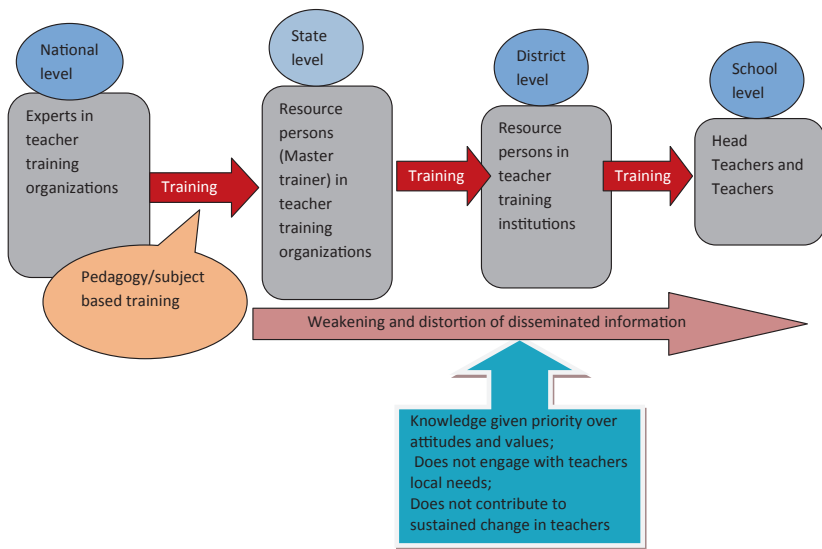 National
level
Experts in
teacher
training
organizations
Training
Pedagogy/subject
based training
State
level
Resource
persons
(Master
trainer) in
teacher
training
organizations
Training
District
level
Resource
persons in
teacher
training
institutions
Training
School
level
Head
Teachers and
Teachers
Weakening and distortion of disseminated information
Knowledge given priority over
attitudes and values;
Does not engage with teachers
local needs;
Does not contribute to
sustained change in teachers